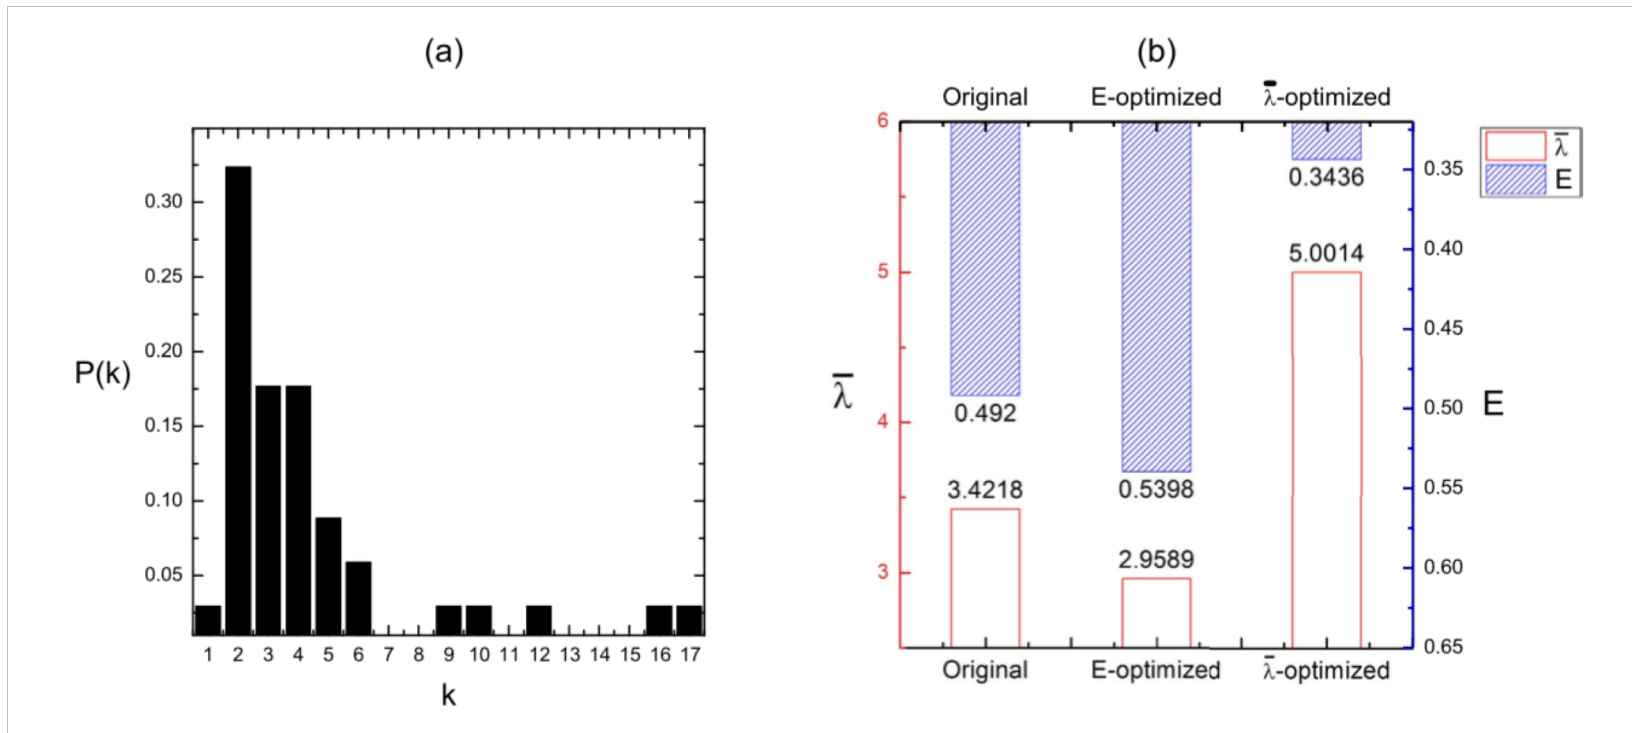 (a)
0.30
0.25
0.20
0.15
0.10
0.05
P(k)
1 2 3 4 5 6 7 8 9 10 11 12 13 14 15 16 17
k
(b)
Original E-optimized λ̄-optimized
6
5
4
3
λ̄
0.492
3.4218
0.5398
2.9589
0.3436
5.0014
0.35
0.40
0.45
0.50
0.55
0.60
0.65
E
Original E-optimized λ̄-optimized
λ̄
E